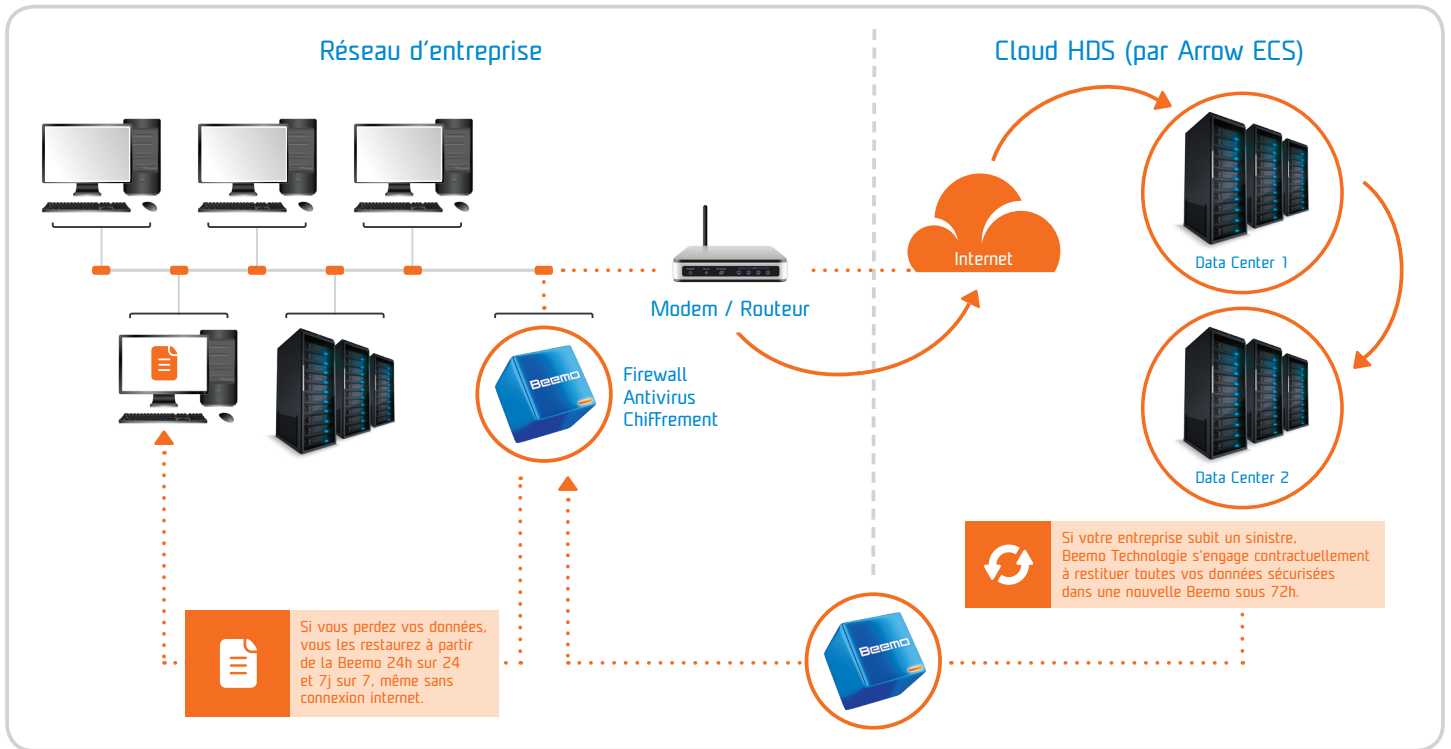 Réseau d'entreprise
Cloud HDS (par Arrow ECS)
Internet
Data Center 1
Modem / Routeur
Beemo
Firewall
Antivirus
Chiffrement
Data Center 2
Si votre entreprise subit un sinistre,
Beemo Technologie s'engage contractuellement
à restituer toutes vos données sécurisées
dans une nouvelle Beemo sous 72h.
Si vous perdez vos données,
vous les restaurez à partir
de la Beemo 24h sur 24
et 7j sur 7, même sans
connexion internet.
Beemo